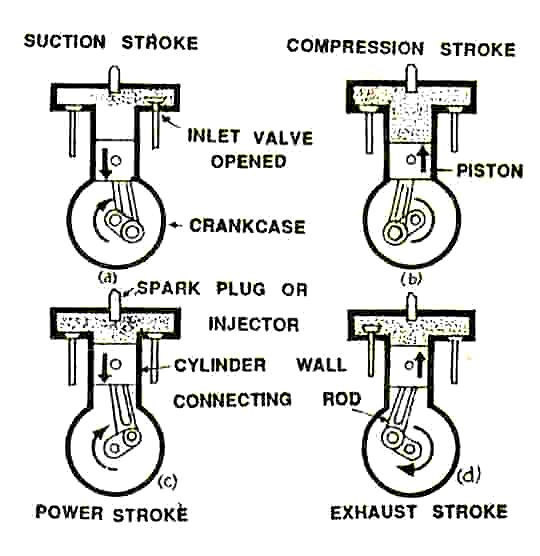 SUCTION STROKE
COMPRESSION STROKE
INLET VALVE
OPENED
PISTON
CRANKCASE
(a)
(b)
SPARK PLUG OR
INJECTOR
CYLINDER WALL
CONNECTING ROD
(c)
(d)
POWER STROKE
EXHAUST STROKE